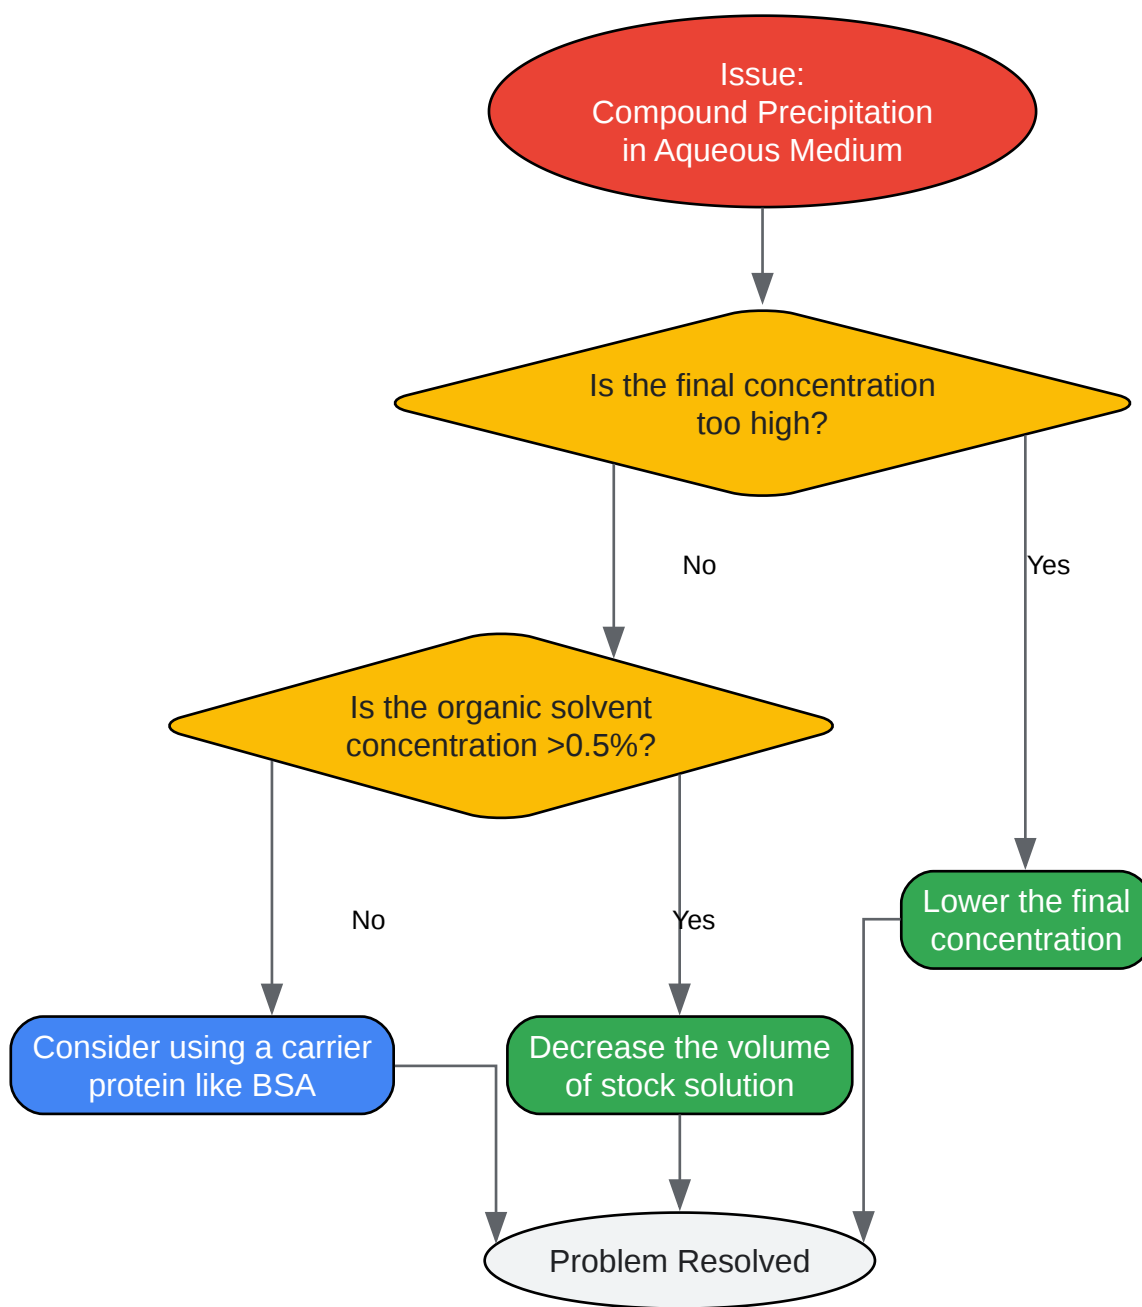 Issue:
Compound Precipitation
in Aqueous Medium
Is the final concentration
too high?
No
Yes
Is the organic solvent
concentration >0.5%?
No
Yes
Lower the final
concentration
Consider using a carrier
protein like BSA
Decrease the volume
of stock solution
Problem Resolved